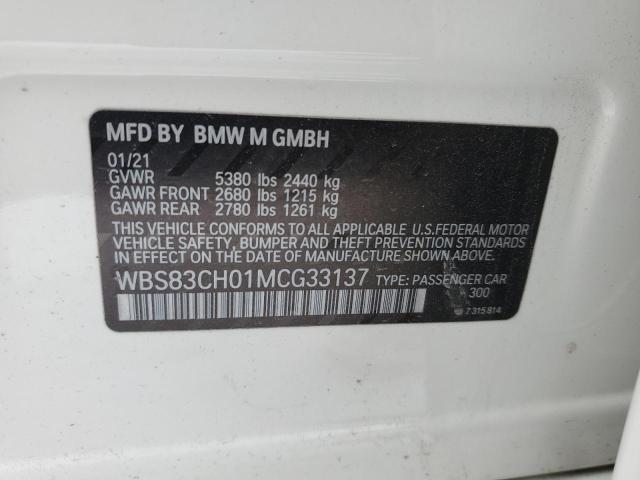 MFD BY BMW M GMBH
01/21
GVWR 5380 lbs 2440 kg
GAWR FRONT 2680 lbs 1215 kg
GAWR REAR 2780 lbs 1261 kg
THIS VEHICLE CONFORMS TO ALL APPLICABLE U.S.FEDERAL MOTOR
VEHICLE SAFETY, BUMPER AND THEFT PREVENTION STANDARDS
IN EFFECT ON THE DATE OF MANUFACTURE SHOWN ABOVE.
WBS83CH01MCG33137 TYPE: PASSENGER CAR
300
7 315 814